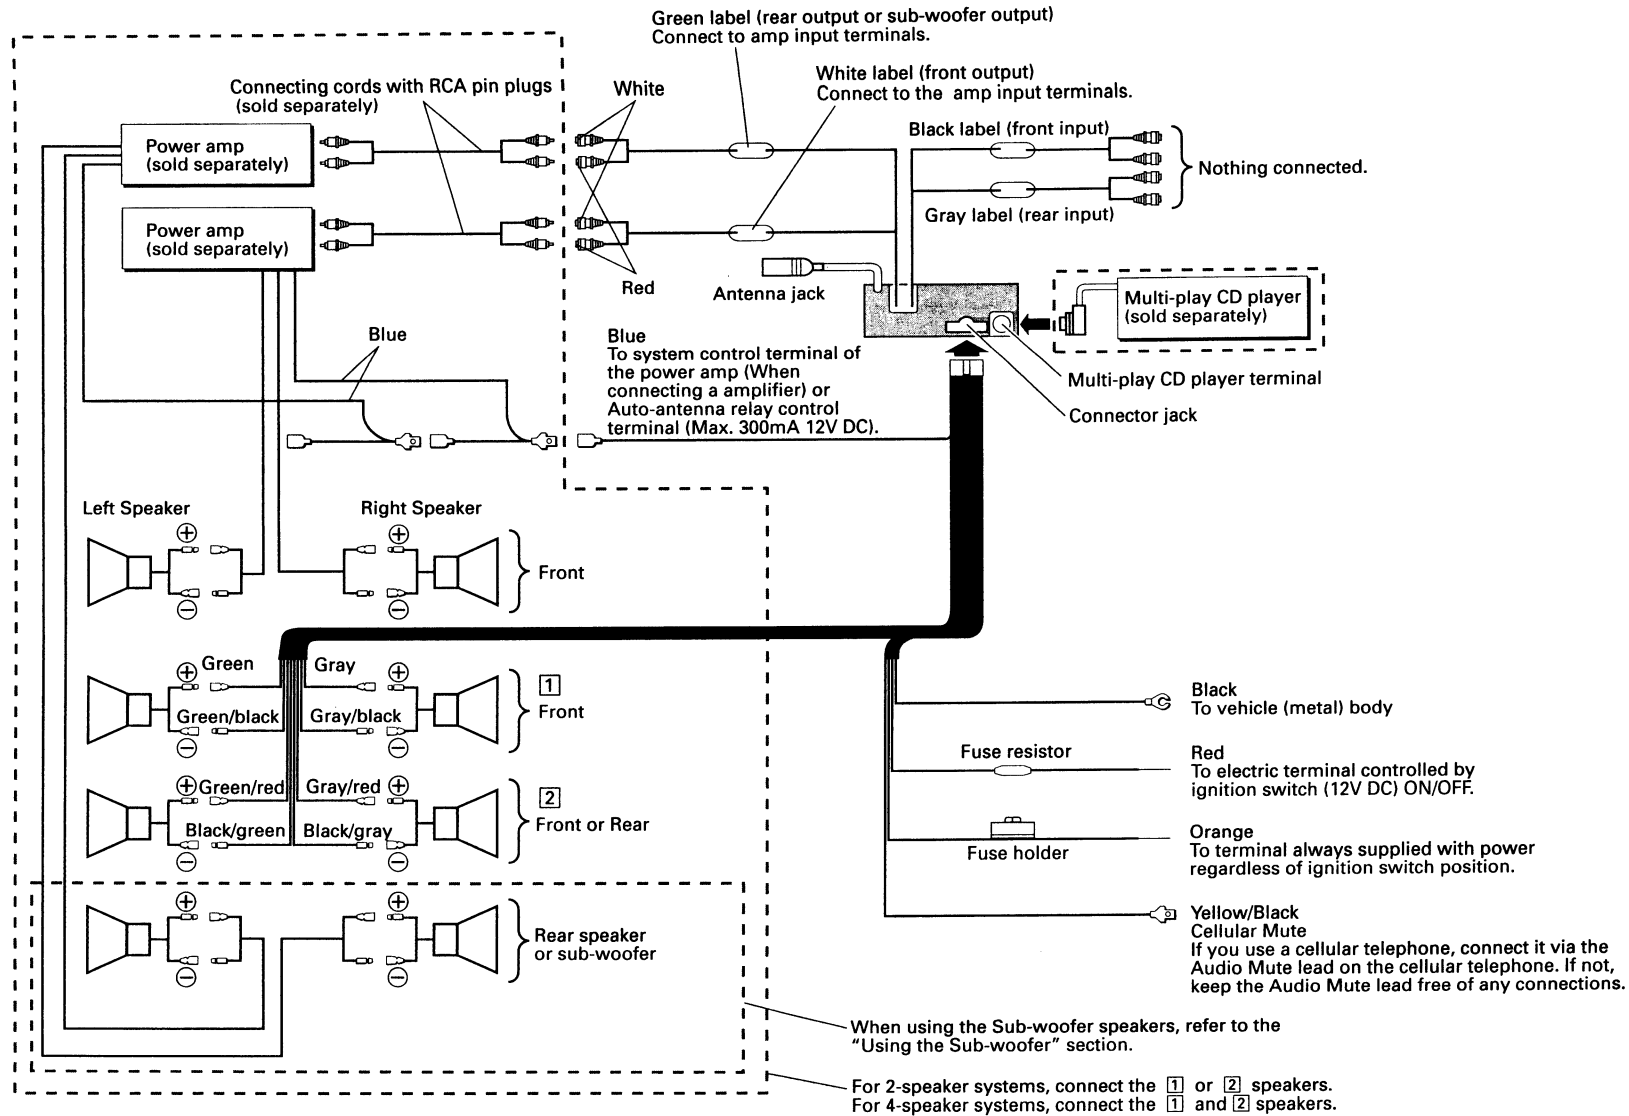 Green label (rear output or sub-woofer output)
Connect to amp input terminals.
White label (front output)
Connect to the amp input terminals.
Connecting cords with RCA pin plugs
(sold separately)
White
Black label (front input)
Power amp
(sold separately)
Nothing connected.
Gray label (rear input)
Power amp
(sold separately)
Red
Antenna jack
Multi-play CD player
(sold separately)
Blue
Blue
To system control terminal of
the power amp (When
connecting a amplifier) or
Auto-antenna relay control
terminal (Max. 300mA 12V DC).
Multi-play CD player terminal
Connector jack
Left Speaker
Right Speaker
+
+
Front
−
−
+
Green
Gray
+
1
Green/black
Gray/black
Front
−
−
+
Green/red
Gray/red
+
2
Black/green
Black/gray
Front or Rear
−
−
+
+
Rear speaker
or sub-woofer
−
−
Black
To vehicle (metal) body
Fuse resistor
Red
To electric terminal controlled by
ignition switch (12V DC) ON/OFF.
Fuse holder
Orange
To terminal always supplied with power
regardless of ignition switch position.
Yellow/Black
Cellular Mute
If you use a cellular telephone, connect it via the
Audio Mute lead on the cellular telephone. If not,
keep the Audio Mute lead free of any connections.
When using the Sub-woofer speakers, refer to the
“Using the Sub-woofer” section.
For 2-speaker systems, connect the 1 or 2 speakers.
For 4-speaker systems, connect the 1 and 2 speakers.